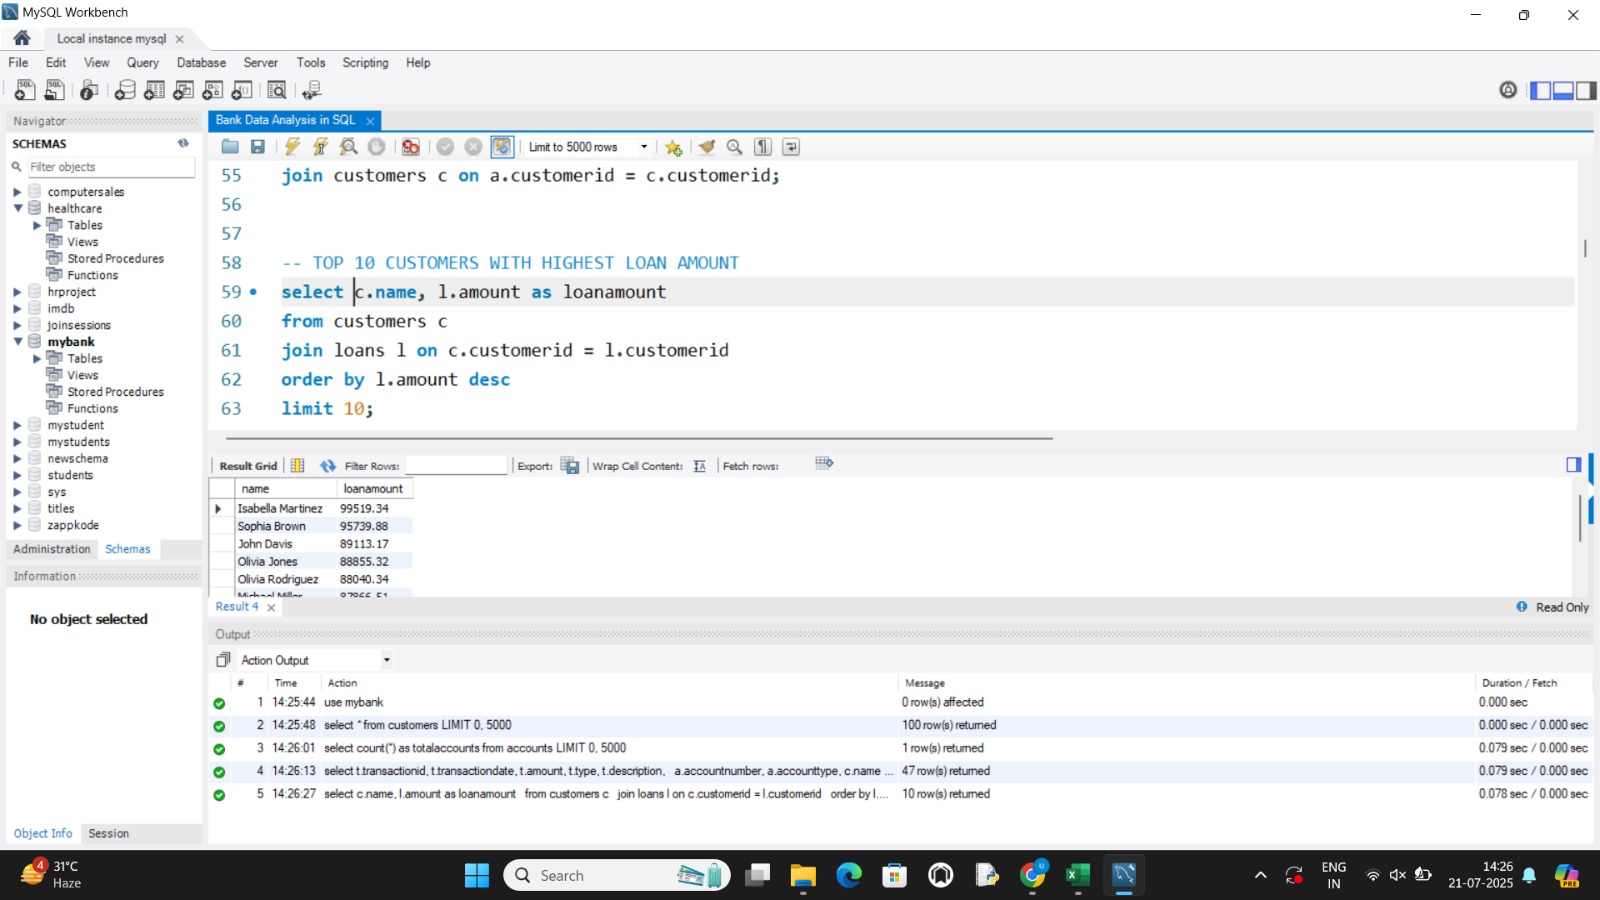 MySQL Workbench
Local instance mysql
File Edit View Query Database Server Tools Scripting Help
Navigator
SCHEMAS
Filter objects
computersales
healthcare
Tables
Views
Stored Procedures
Functions
hrproject
imdb
joinsessions
mybank
Tables
Views
Stored Procedures
Functions
mystudent
mystudents
newschema
students
sys
titles
zappkode
Administration Schemas
Information
No object selected
Object Info Session
Bank Data Analysis in SQL
Limit to 5000 rows
55 join customers c on a.customerid = c.customerid;
56
57
58 -- TOP 10 CUSTOMERS WITH HIGHEST LOAN AMOUNT
59 select c.name, l.amount as loanamount
60 from customers c
61 join loans l on c.customerid = l.customerid
62 order by l.amount desc
63 limit 10;
Result Grid Filter Rows: Export: Wrap Cell Content: Fetch rows:
name loanamount
Isabella Martinez 99519.34
Sophia Brown 95739.88
John Davis 89113.17
Olivia Jones 88855.32
Olivia Rodriguez 88040.34
Michael Miller 87866.51
Result 4 Read Only
Output
Action Output
# Time Action Message Duration / Fetch
1 14:25:44 use mybank 0 row(s) affected 0.000 sec
2 14:25:48 select * from customers LIMIT 0, 5000 100 row(s) returned 0.000 sec / 0.000 sec
3 14:26:01 select count(*) as totalaccounts from accounts LIMIT 0, 5000 1 row(s) returned 0.079 sec / 0.000 sec
4 14:26:13 select t.transactionid, t.transactiondate, t.amount, t.type, t.description, a.accountnumber, a.accounttype, c.name ... 47 row(s) returned 0.079 sec / 0.000 sec
5 14:26:27 select c.name, l.amount as loanamount from customers c join loans l on c.customerid = l.customerid order by l.... 10 row(s) returned 0.078 sec / 0.000 sec
4 31°C
Haze
Search
ENG
IN
14:26
21-07-2025
PRE